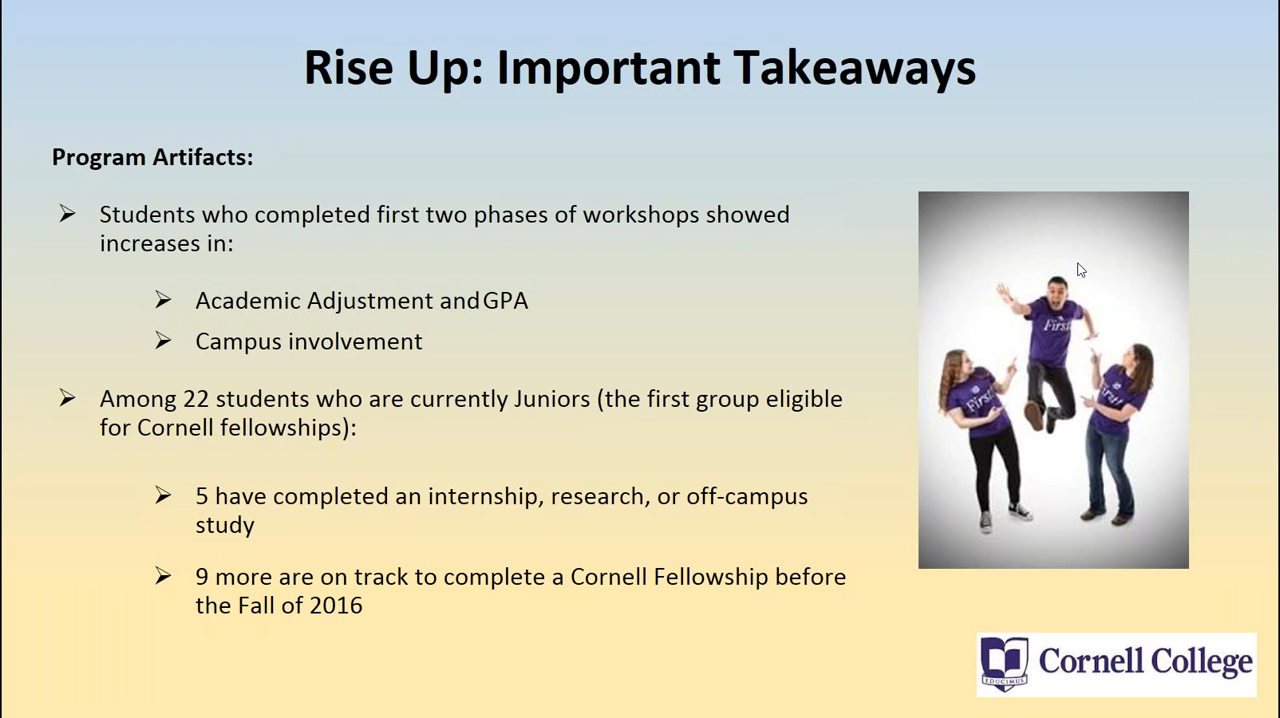 Rise Up: Important Takeaways
Program Artifacts:
Students who completed first two phases of workshops showed
increases in:
Academic Adjustment and GPA
Campus involvement
Among 22 students who are currently Juniors (the first group eligible
for Cornell fellowships):
5 have completed an internship, research, or off-campus
study
9 more are on track to complete a Cornell Fellowship before
the Fall of 2016
First!
First!
First!
EDUCIMUS
Cornell College